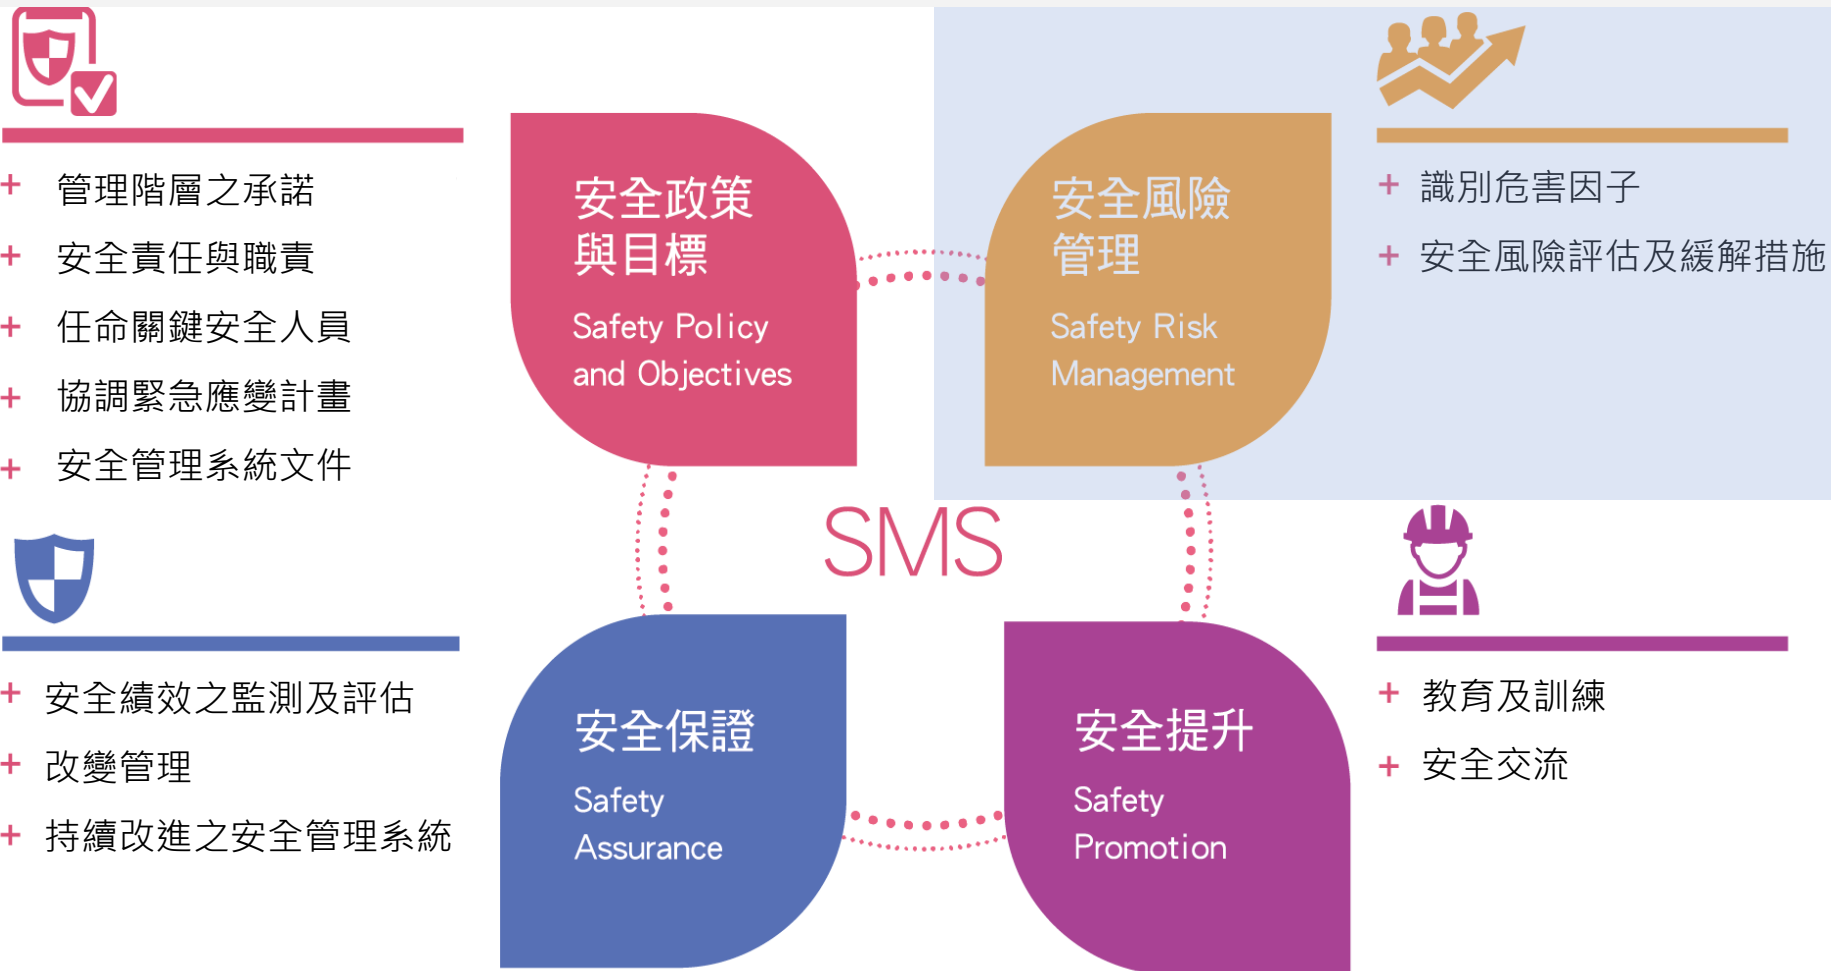 管理階層之承諾
安全責任與職責
任命關鍵安全人員
協調緊急應變計畫
安全管理系統文件
安全政策
與目標
Safety Policy
and Objectives
安全風險
管理
Safety Risk
Management
識別危害因子
安全風險評估及緩解措施
SMS
安全績效之監測及評估
改變管理
持續改進之安全管理系統
安全保證
Safety
Assurance
安全提升
Safety
Promotion
教育及訓練
安全交流